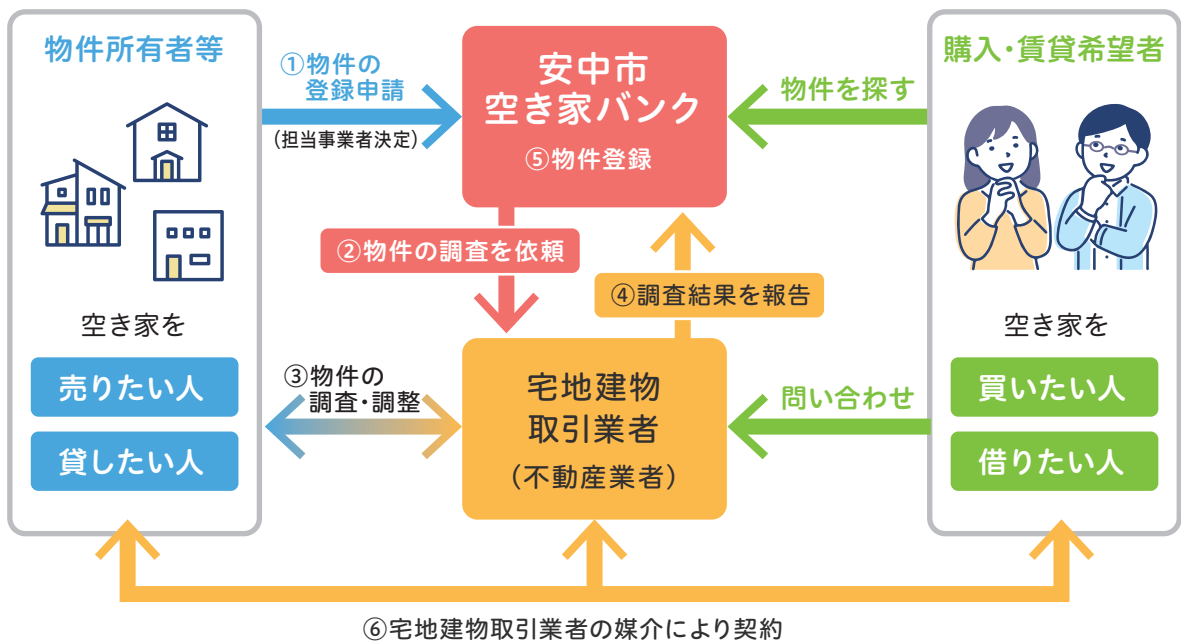 物件所有者等
空き家を
売りたい人
貸したい人
①物件の
登録申請
(担当事業者決定)
安中市
空き家バンク
⑤物件登録
物件を探す
購入・賃貸希望者
空き家を
買いたい人
借りたい人
②物件の調査を依頼
④調査結果を報告
③物件の
調査・調整
宅地建物
取引業者
(不動産業者)
問い合わせ
⑥宅地建物取引業者の媒介により契約